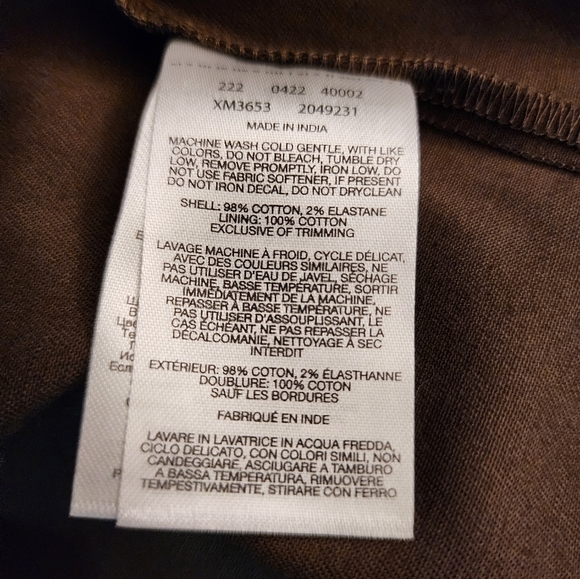 222 0422 40002
XM3653 2049231
MADE IN INDIA
MACHINE WASH COLD GENTLE, WITH LIKE
COLORS, DO NOT BLEACH, TUMBLE DRY
LOW, REMOVE PROMPTLY, IRON LOW, DO
NOT USE FABRIC SOFTENER, IF PRESENT
DO NOT IRON DECAL, DO NOT DRYCLEAN
SHELL: 98% COTTON, 2% ELASTANE
LINING: 100% COTTON
EXCLUSIVE OF TRIMMING
LAVAGE MACHINE À FROID, CYCLE DÉLICAT,
AVEC DES COULEURS SIMILAIRES, NE
PAS UTILISER D'EAU DE JAVEL, SÉCHAGE
MACHINE, BASSE TEMPÉRATURE, SORTIR
IMMÉDIATEMENT DE LA MACHINE,
REPASSER À BASSE TEMPÉRATURE, NE
PAS UTILISER D'ASSOUPLISSANT, LE
CAS ÉCHÉANT, NE PAS REPASSER LA
DÉCALCOMANIE, NETTOYAGE À SEC
INTERDIT
EXTÉRIEUR: 98% COTON, 2% ÉLASTHANNE
DOUBLURE: 100% COTON
SAUF LES BORDURES
FABRIQUÉ EN INDE
LAVARE IN LAVATRICE IN ACQUA FREDDA,
CICLO DELICATO, CON COLORI SIMILI, NON
CANDEGGIARE, ASCIUGARE A TAMBURO
A BASSA TEMPERATURA, RIMUOVERE
TEMPESTIVAMENTE, STIRARE CON FERRO